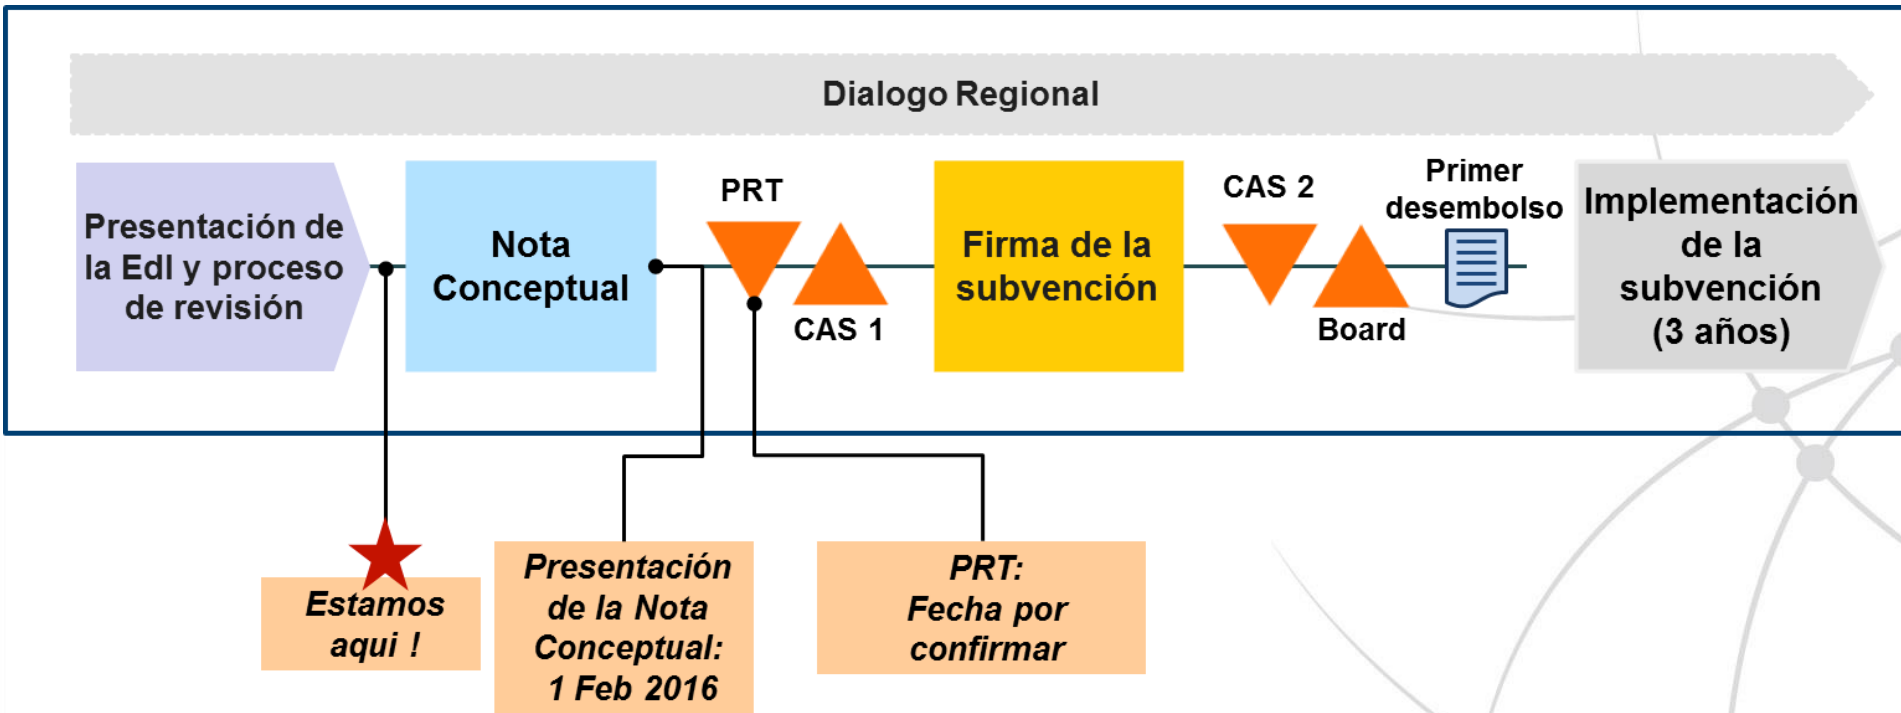 Dialogo Regional
Presentación de
la EdI y proceso
de revisión
Nota
Conceptual
PRT
CAS 1
Firma de la
subvención
CAS 2
Board
Primer
desembolso
Implementación
de la
subvención
(3 años)
Estamos
aqui !
Presentación
de la Nota
Conceptual:
1 Feb 2016
PRT:
Fecha por
confirmar